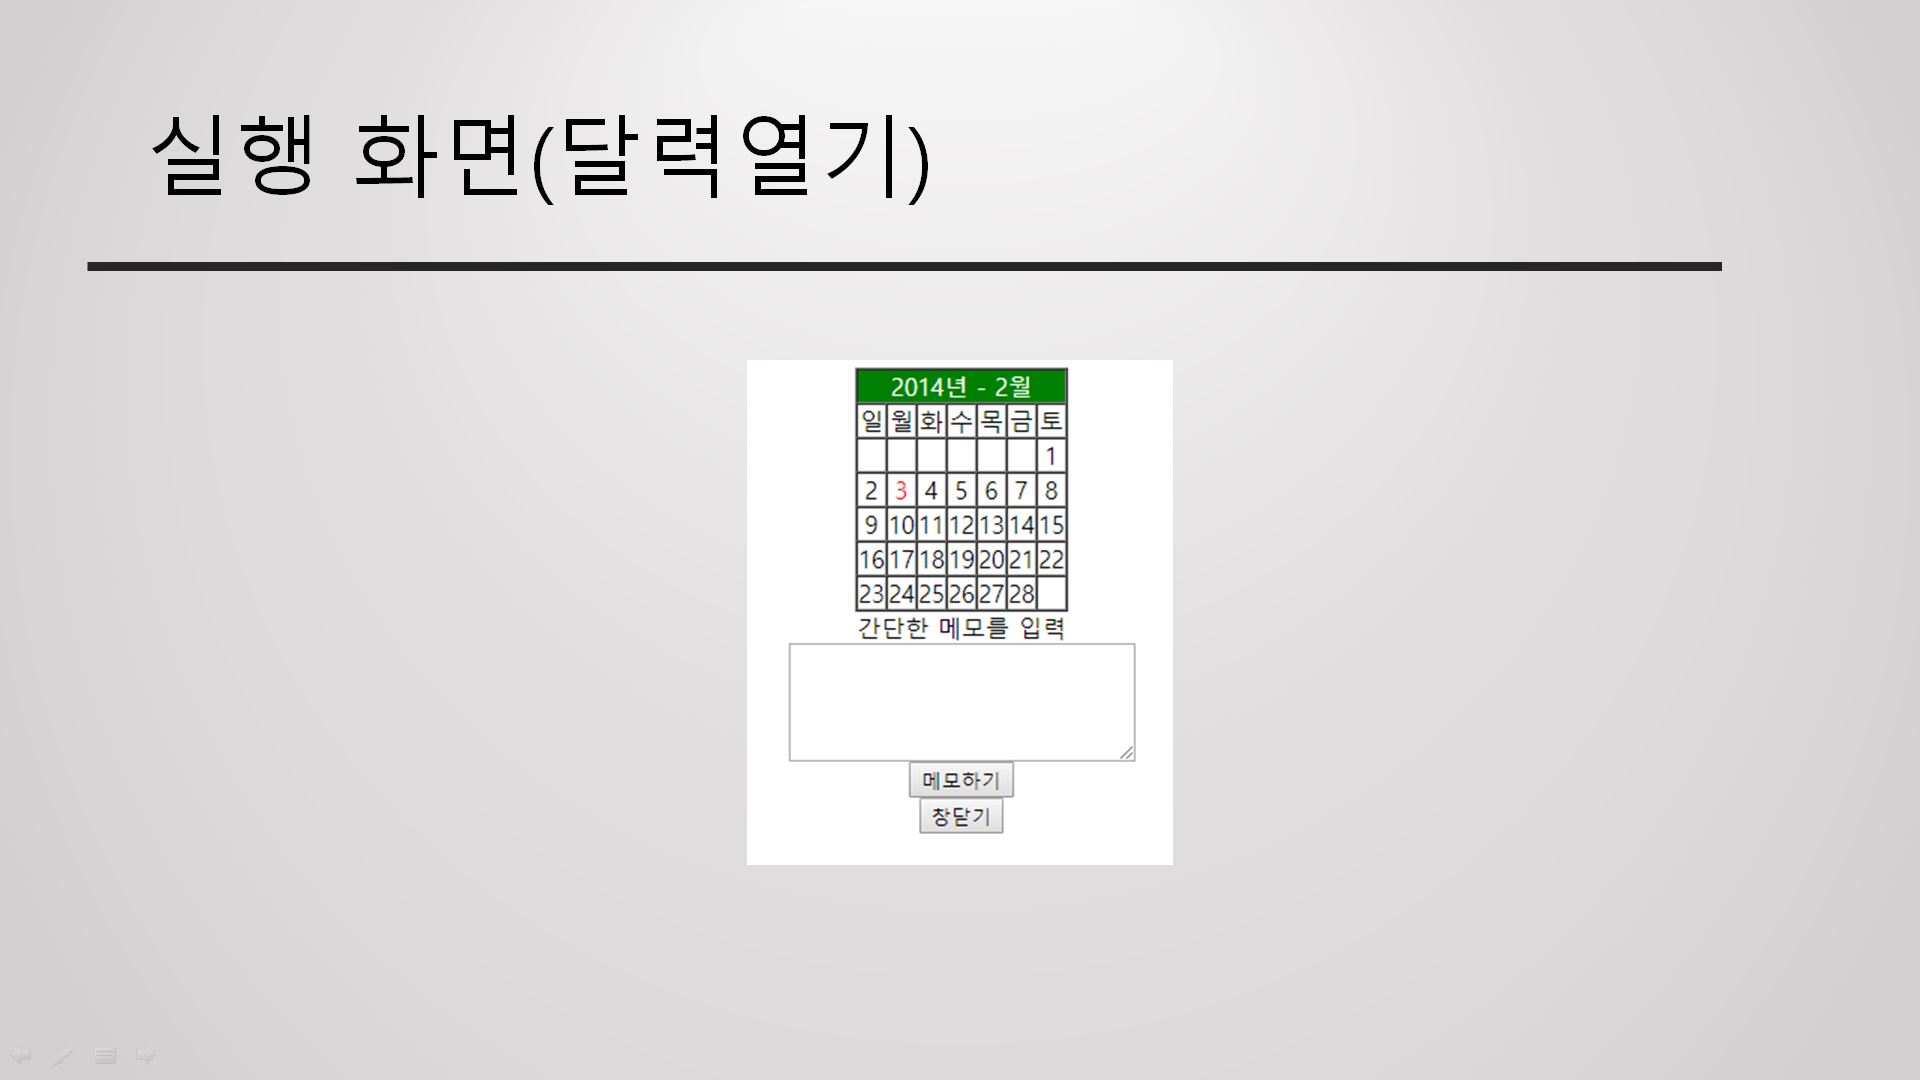 실행 화면(달력열기)
2014년 - 2월
일 월 화 수 목 금 토
1
2 3 4 5 6 7 8
9 10 11 12 13 14 15
16 17 18 19 20 21 22
23 24 25 26 27 28
간단한 메모를 입력
메모하기
창닫기